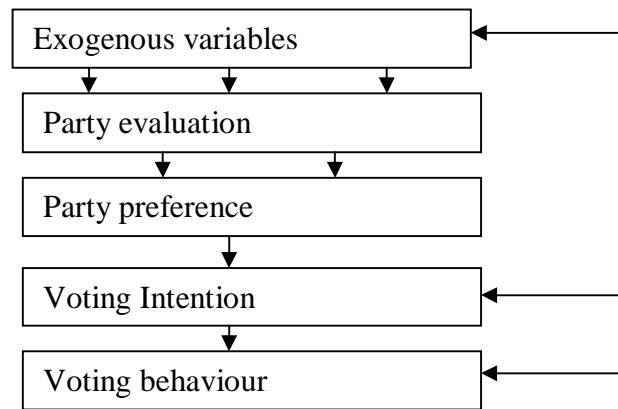 Exogenous variables
Party evaluation
Party preference
Voting Intention
Voting behaviour